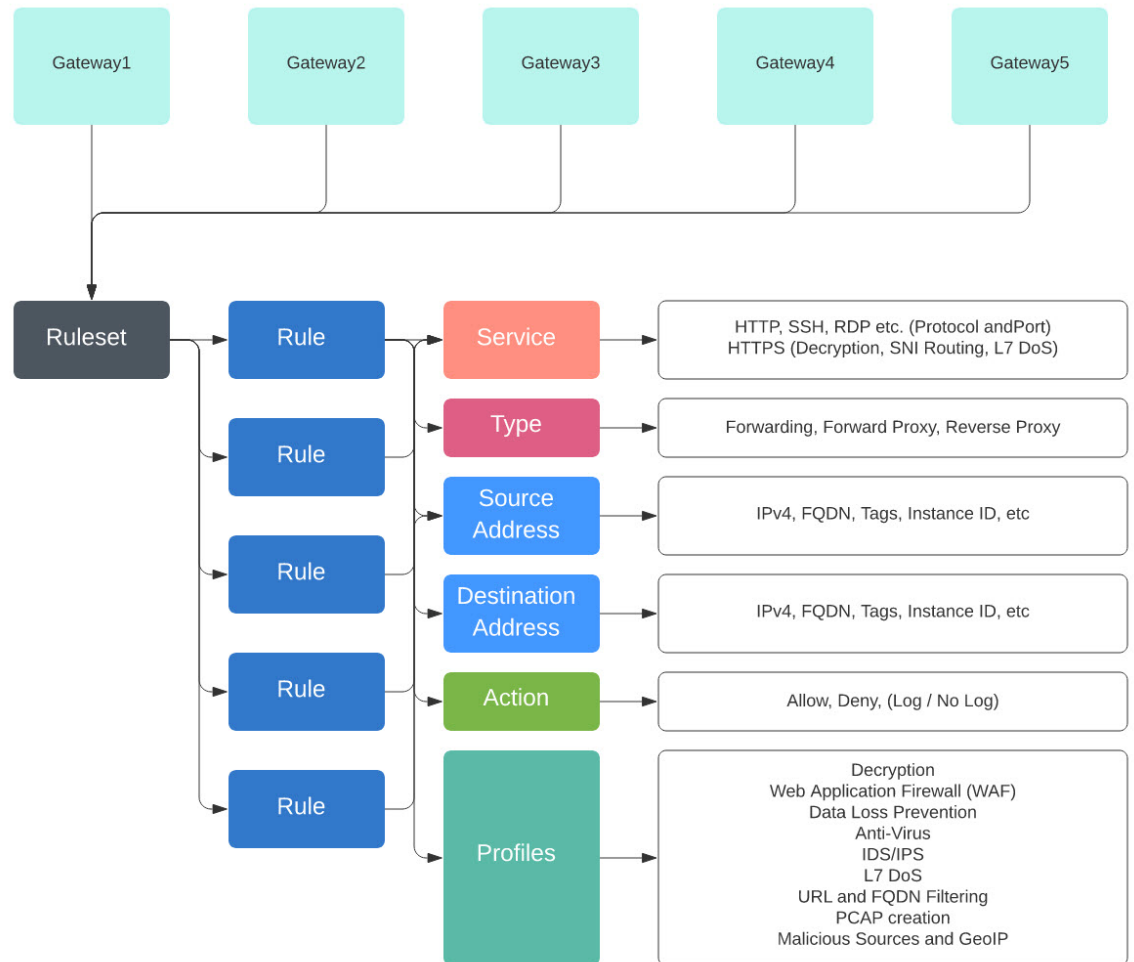 Gateway1
Gateway2
Gateway3
Gateway4
Gateway5
Ruleset
Rule
Service
HTTP, SSH, RDP etc. (Protocol andPort)
HTTPS (Decryption, SNI Routing, L7 DoS)
Rule
Type
Forwarding, Forward Proxy, Reverse Proxy
Rule
Source
Address
IPv4, FQDN, Tags, Instance ID, etc
Destination
Address
IPv4, FQDN, Tags, Instance ID, etc
Rule
Action
Allow, Deny, (Log / No Log)
Rule
Profiles
Decryption
Web Application Firewall (WAF)
Data Loss Prevention
Anti-Virus
IDS/IPS
L7 DoS
URL and FQDN Filtering
PCAP creation
Malicious Sources and GeoIP